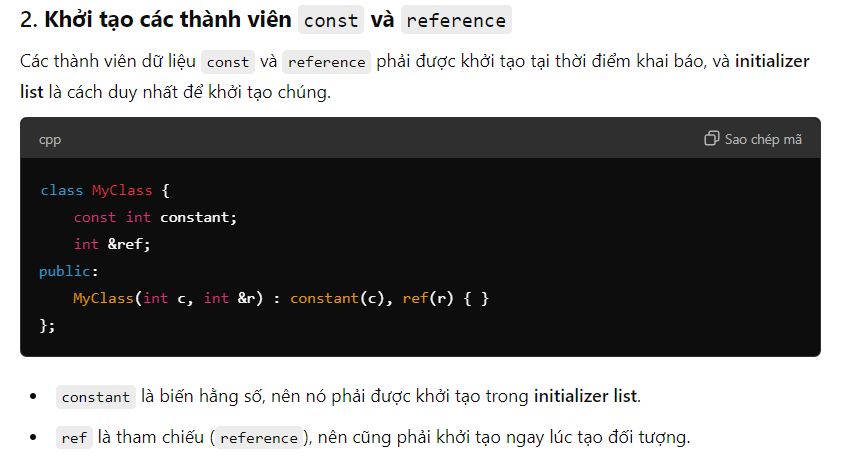 2. Khởi tạo các thành viên const và reference
Các thành viên dữ liệu const và reference phải được khởi tạo tại thời điểm khai báo, và initializer
list là cách duy nhất để khởi tạo chúng.
cpp
Sao chép mã
class MyClass {
    const int constant;
    int &ref;
public:
    MyClass(int c, int &r) : constant(c), ref(r) { }
};
• constant là biến hằng số, nên nó phải được khởi tạo trong initializer list.
• ref là tham chiếu (reference), nên cũng phải khởi tạo ngay lúc tạo đối tượng.